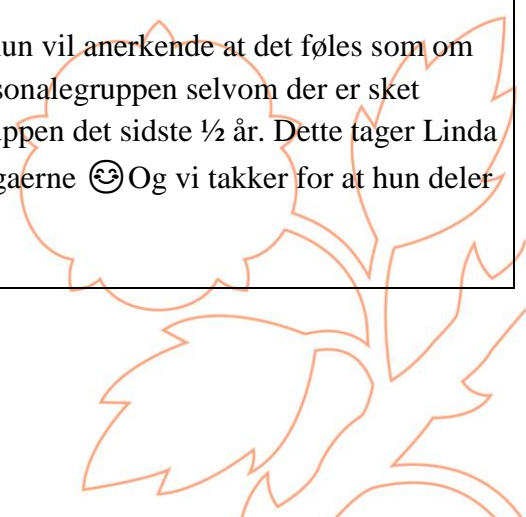 un vil anerkende at det føles som om
sonalegruppen selvom der er sket
uppen det sidste ½ år. Dette tager Linda
gaerne 😊Og vi takker for at hun deler